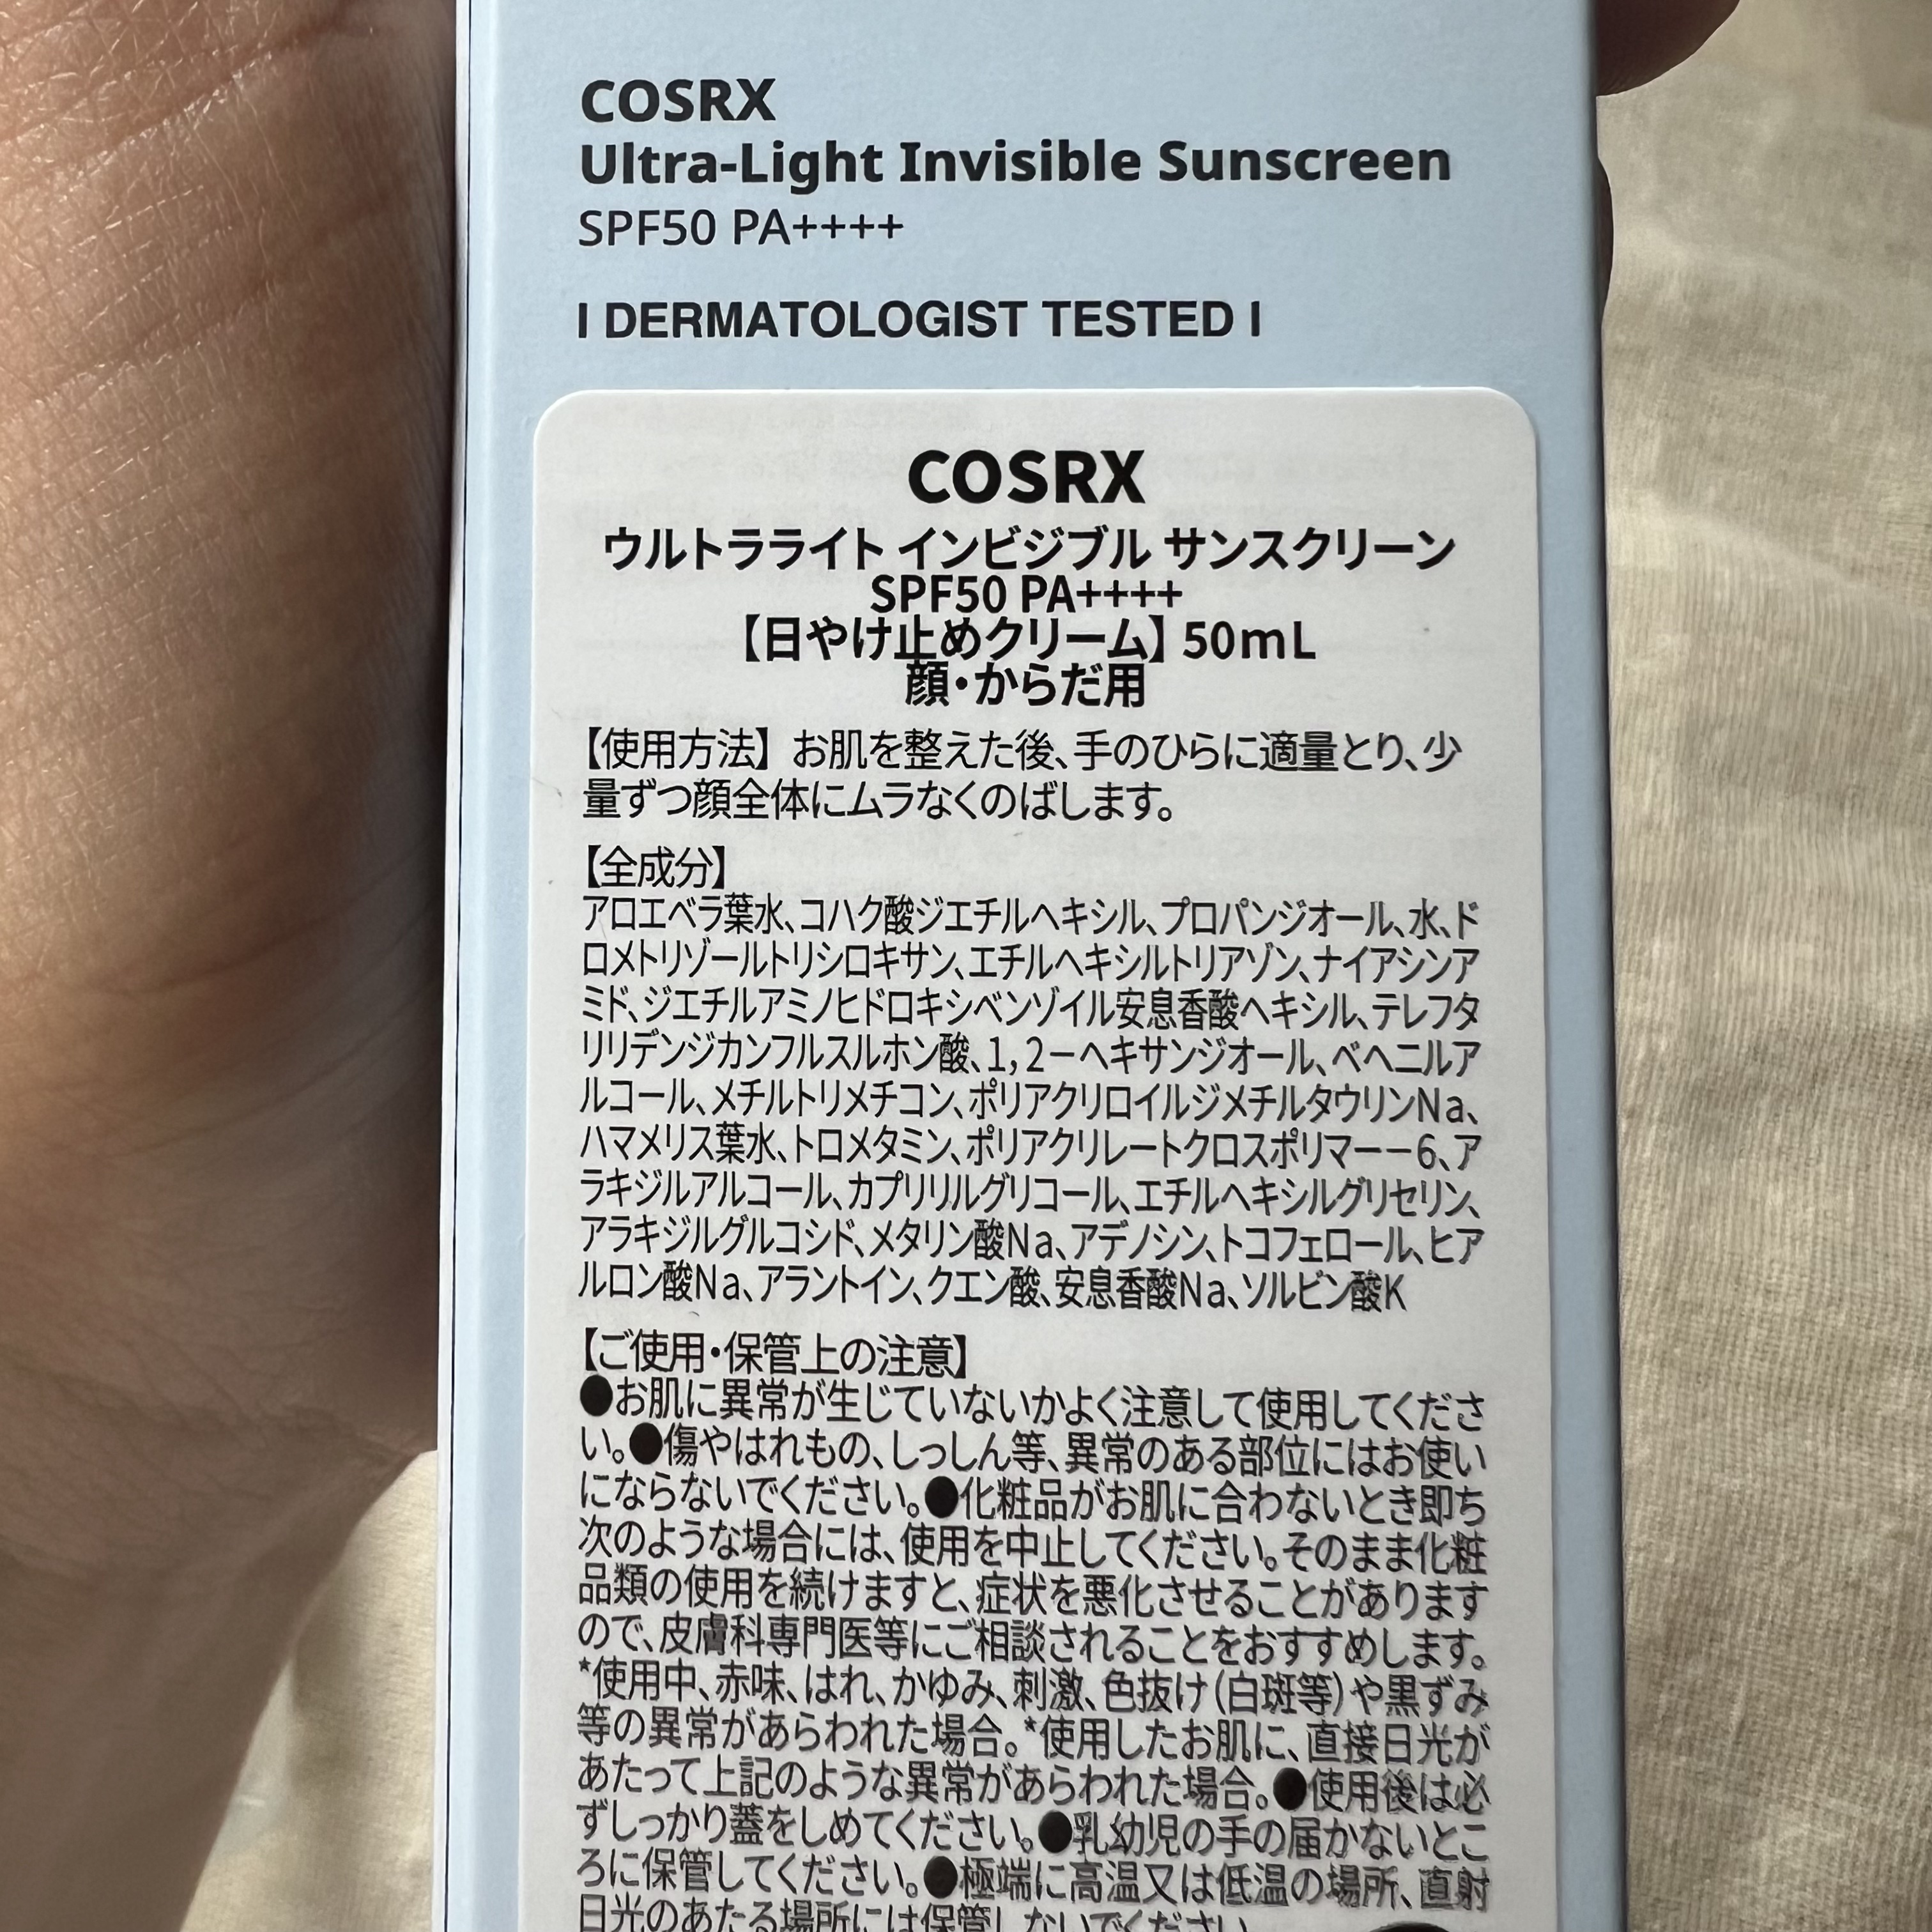 COSRX
Ultra-Light Invisible Sunscreen
SPF50 PA++++
I DERMATOLOGIST TESTED I
COSRX
ウルトラライト インビジブル サンスクリーン
SPF50 PA++++
【日やけ止めクリーム】50mL
顔・からだ用
【使用方法】お肌を整えた後、手のひらに適量とり、少
量ずつ顔全体にムラなくのばします。
【全成分】
アロエベラ葉水、コハク酸ジエチルヘキシル、プロパンジオール、水、ド
ロメトリゾールトリシロキサン、エチルヘキシルトリアゾン、ナイアシンア
ミド、ジエチルアミノヒドロキシベンゾイル安息香酸ヘキシル、テレフタ
リリデンジカンフルスルホン酸、1,2－ヘキサンジオール、ベヘニルア
ルコール、メチルトリメチコン、ポリアクリロイルジメチルタウリンNa、
ハマメリス葉水、トロメタミン、ポリアクリレートクロスポリマー－6、ア
ラキジルアルコール、カプリリルグリコール、エチルヘキシルグリセリン、
アラキジルグルコシド、メタリン酸Na、アデノシン、トコフェロール、ヒア
ルロン酸Na、アラントイン、クエン酸、安息香酸Na、ソルビン酸K
【ご使用・保管上の注意】
●お肌に異常が生じていないかよく注意して使用してくださ
い。●傷やはれもの、しっしん等、異常のある部位にはお使い
にならないでください。●化粧品がお肌に合わないとき即ち
次のような場合には、使用を中止してください。そのまま化粧
品類の使用を続けますと、症状を悪化させることがあります
ので、皮膚科専門医等にご相談されることをおすすめします。
*使用中、赤味、はれ、かゆみ、刺激、色抜け(白斑等)や黒ずみ
等の異常があらわれた場合。*使用したお肌に、直接日光が
あたって上記のような異常があらわれた場合。●使用後は必
ずしっかり蓋をしめてください。●乳幼児の手の届かないとこ
ろに保管してください。●極端に高温又は低温の場所、直射
日光のあたる場所には保管しないでください。